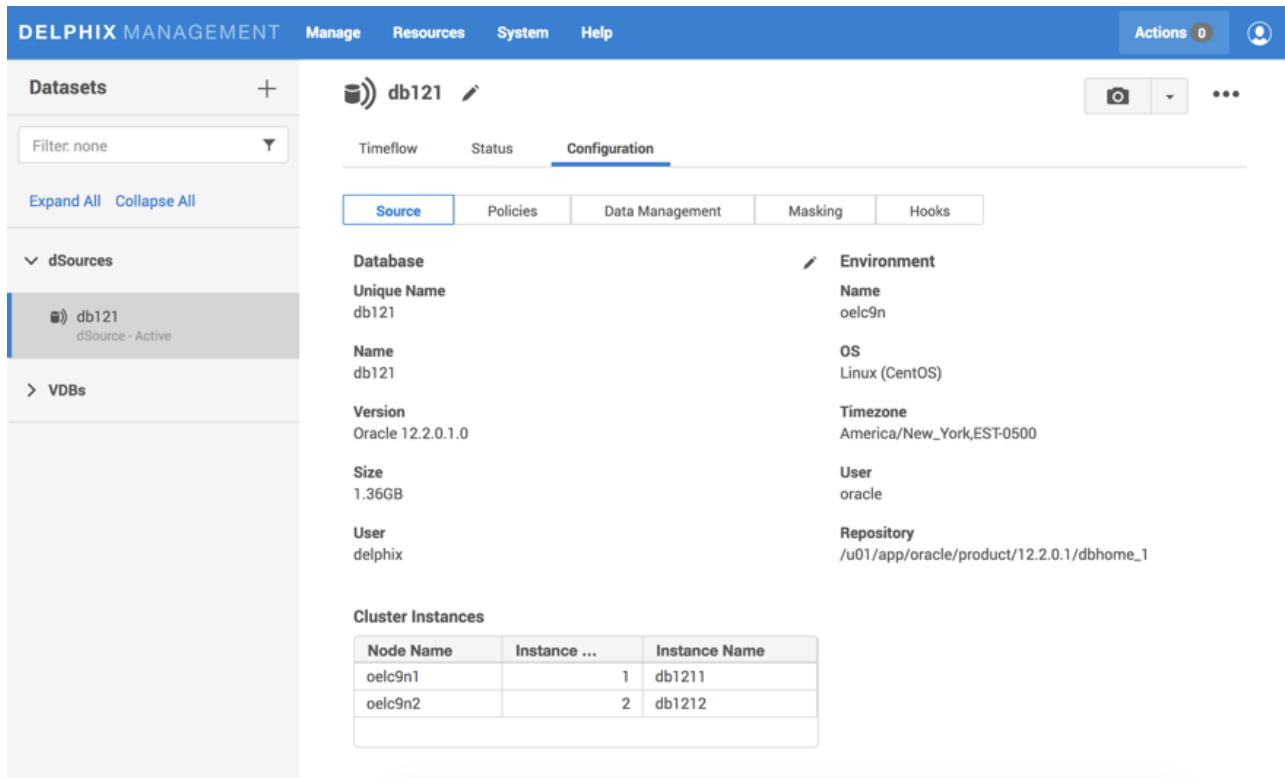 DELPHIX MANAGEMENT Manage Resources System Help Actions 0
Datasets
Filter: none
Expand All Collapse All
dSources
db121
dSource - Active
VDBs
db121
Timeflow Status Configuration
Source Policies Data Management Masking Hooks
Database
Unique Name
db121
Name
db121
Version
Oracle 12.2.0.1.0
Size
1.36GB
User
delphix
Environment
Name
oelc9n
OS
Linux (CentOS)
Timezone
America/New_York,EST-0500
User
oracle
Repository
/u01/app/oracle/product/12.2.0.1/dbhome_1
Cluster Instances
Node Name Instance ... Instance Name
oelc9n1 1 db1211
oelc9n2 2 db1212